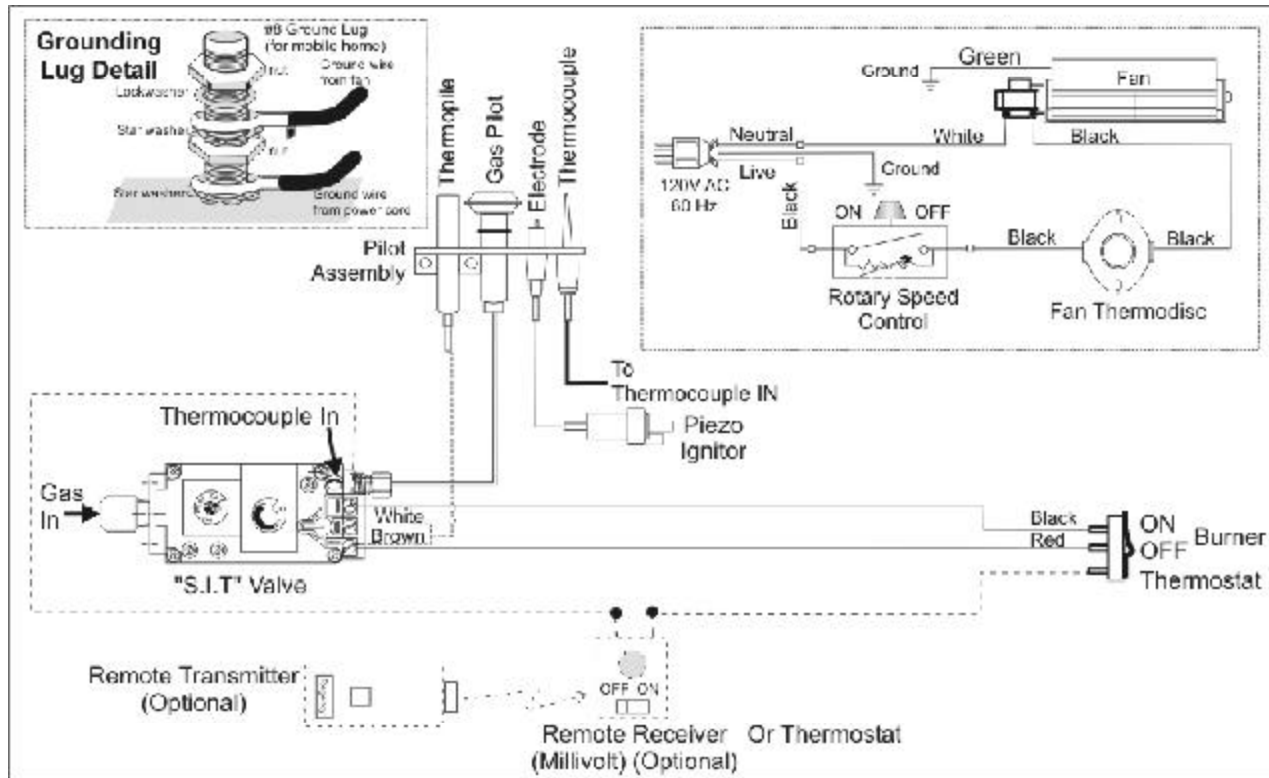 Grounding
Lug Detail
#8 Ground Lug
(for mobile home)
nut
Ground wire
from fan
Lockwasher
Star washer
nut
Star washer
Ground wire
from power cord
Thermopile
Gas Pilot
Electrode
Thermocouple
Pilot
Assembly
To
Thermocouple IN
Piezo
Ignitor
Green
Ground
Fan
Neutral
White
Black
Live
Ground
120V AC
60 Hz
Black
ON
OFF
Black
Black
Rotary Speed
Control
Fan Thermodisc
Thermocouple In
Gas
In
White
Brown
"S.I.T" Valve
Black
Red
ON
OFF
Burner
Thermostat
Remote Transmitter
(Optional)
OFF ON
Remote Receiver Or Thermostat
(Millivolt) (Optional)